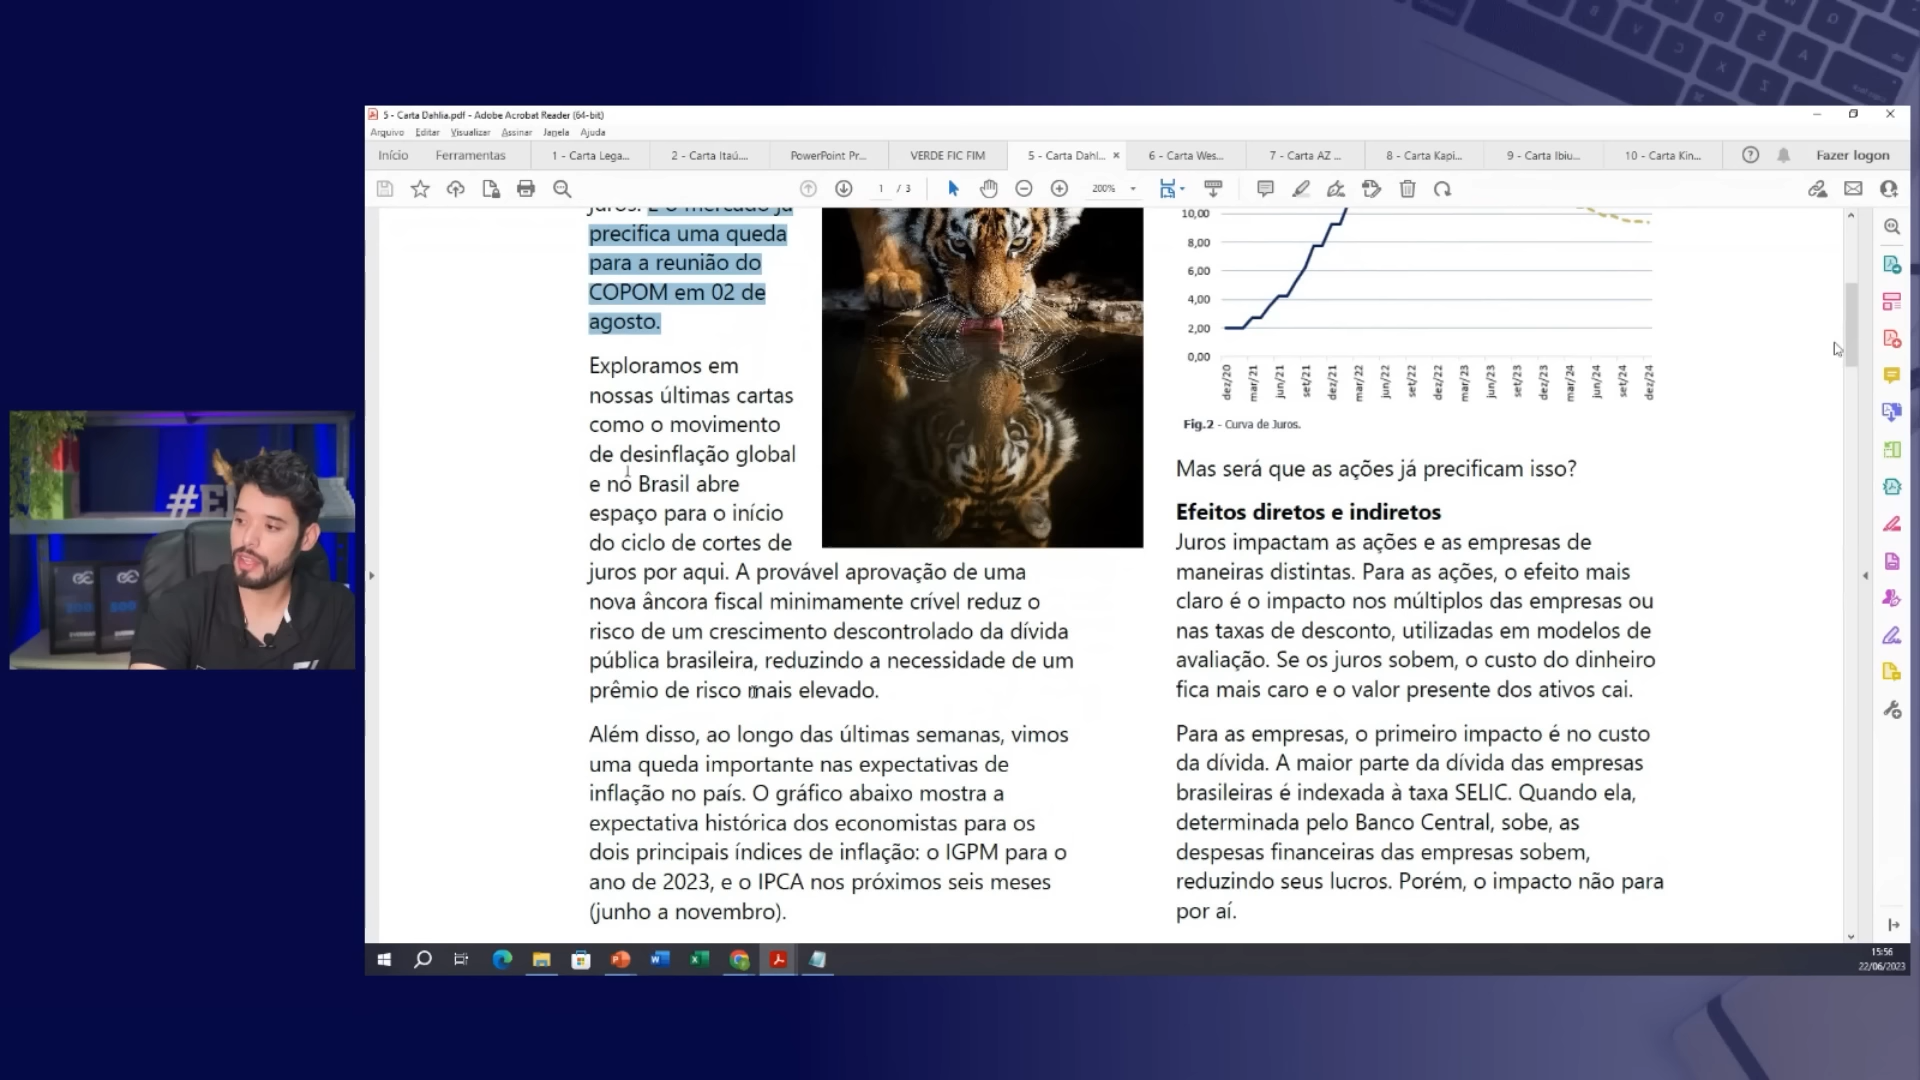 5 - Carta Dahlia.pdf - Adobe Acrobat Reader (64-bit)
Arquivo Editar Visualizar Assinar Janela Ajuda
Início Ferramentas 1 - Carta Lega... 2 - Carta Itaú.... PowerPoint Pr... VERDE FIC FIM 5 - Carta Dahl... × 6 - Carta Wes... 7 - Carta AZ ... 8 - Carta Kapi... 9 - Carta Ibiu... 10 - Carta Kin... Fazer logon
1 / 3 200%
juros. E o mercado já
precifica uma queda
para a reunião do
COPOM em 02 de
agosto.
Exploramos em
nossas últimas cartas
como o movimento
de desinflação global
e no Brasil abre
espaço para o início
do ciclo de cortes de
juros por aqui. A provável aprovação de uma
nova âncora fiscal minimamente crível reduz o
risco de um crescimento descontrolado da dívida
pública brasileira, reduzindo a necessidade de um
prêmio de risco mais elevado.
Além disso, ao longo das últimas semanas, vimos
uma queda importante nas expectativas de
inflação no país. O gráfico abaixo mostra a
expectativa histórica dos economistas para os
dois principais índices de inflação: o IGPM para o
ano de 2023, e o IPCA nos próximos seis meses
(junho a novembro).
10,00
8,00
6,00
4,00
2,00
0,00
dez/20 mar/21 jun/21 set/21 dez/21 mar/22 jun/22 set/22 dez/22 mar/23 jun/23 set/23 dez/23 mar/24 jun/24 set/24 dez/24
Fig.2 - Curva de Juros.
Mas será que as ações já precificam isso?
Efeitos diretos e indiretos
Juros impactam as ações e as empresas de
maneiras distintas. Para as ações, o efeito mais
claro é o impacto nos múltiplos das empresas ou
nas taxas de desconto, utilizadas em modelos de
avaliação. Se os juros sobem, o custo do dinheiro
fica mais caro e o valor presente dos ativos cai.
Para as empresas, o primeiro impacto é no custo
da dívida. A maior parte da dívida das empresas
brasileiras é indexada à taxa SELIC. Quando ela,
determinada pelo Banco Central, sobe, as
despesas financeiras das empresas sobem,
reduzindo seus lucros. Porém, o impacto não para
por aí.
15:56
22/06/2023